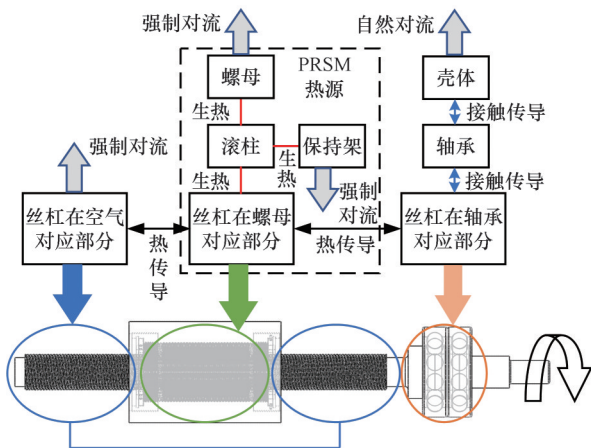 强制对流
自然对流
螺母
PRSM
热源
壳体
生热
接触传导
强制对流
滚柱
生
热
保持架
轴承
生热
强制
对流
接触传导
丝杠在空气
对应部分
热
传
导
丝杠在螺母
对应部分
热传导
丝杠在轴承
对应部分